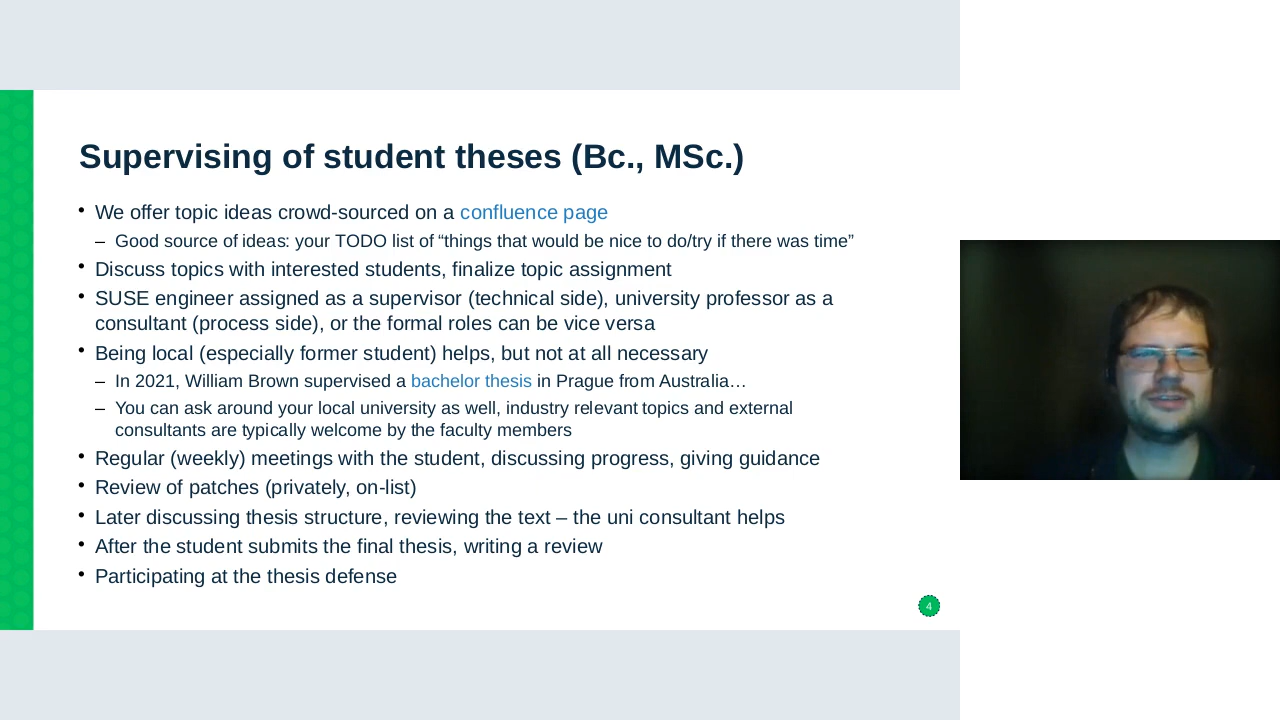 Supervising of student theses (Bc., MSc.)
• We offer topic ideas crowd-sourced on a confluence page
– Good source of ideas: your TODO list of “things that would be nice to do/try if there was time”
• Discuss topics with interested students, finalize topic assignment
• SUSE engineer assigned as a supervisor (technical side), university professor as a
consultant (process side), or the formal roles can be vice versa
• Being local (especially former student) helps, but not at all necessary
– In 2021, William Brown supervised a bachelor thesis in Prague from Australia…
– You can ask around your local university as well, industry relevant topics and external
consultants are typically welcome by the faculty members
• Regular (weekly) meetings with the student, discussing progress, giving guidance
• Review of patches (privately, on-list)
• Later discussing thesis structure, reviewing the text – the uni consultant helps
• After the student submits the final thesis, writing a review
• Participating at the thesis defense
4